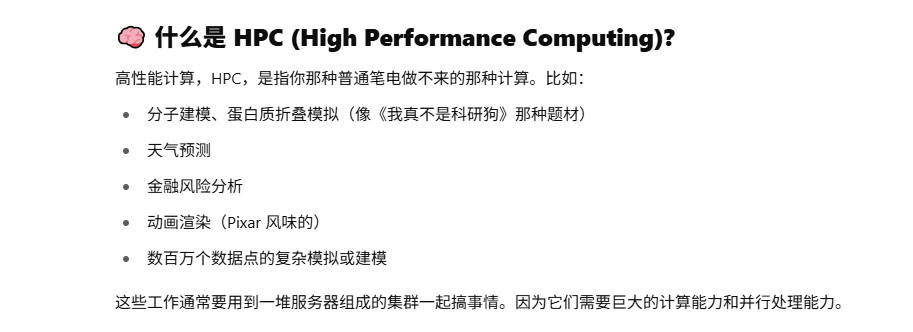 🧠 什么是 HPC (High Performance Computing)?
高性能计算，HPC，是指你那种普通笔电做不来的那种计算。比如：
• 分子建模、蛋白质折叠模拟（像《我真不是科研狗》那种题材）
• 天气预测
• 金融风险分析
• 动画渲染（Pixar 风味的）
• 数百万个数据点的复杂模拟或建模
这些工作通常要用到一堆服务器组成的集群一起搞事情。因为它们需要巨大的计算能力和并行处理能力。